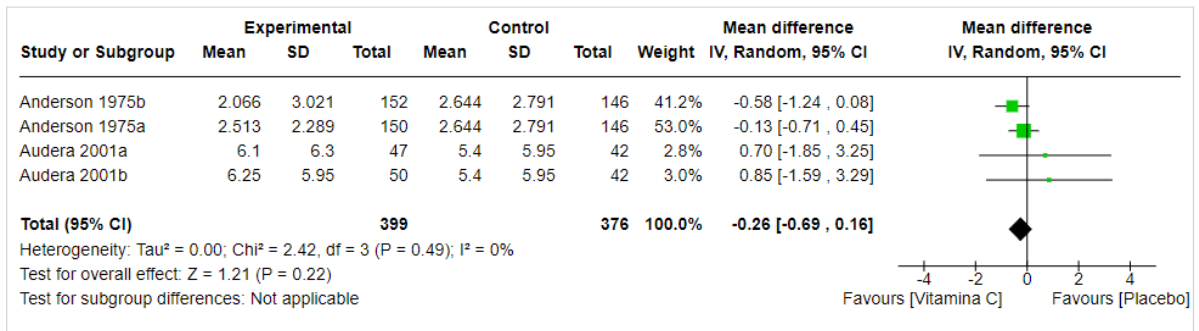 Experimental Control Mean difference Mean difference
Study or Subgroup Mean SD Total Mean SD Total Weight IV, Random, 95% CI IV, Random, 95% CI
Anderson 1975b 2.066 3.021 152 2.644 2.791 146 41.2% -0.58 [-1.24 , 0.08]
Anderson 1975a 2.513 2.289 150 2.644 2.791 146 53.0% -0.13 [-0.71 , 0.45]
Audera 2001a 6.1 6.3 47 5.4 5.95 42 2.8% 0.70 [-1.85 , 3.25]
Audera 2001b 6.25 5.95 50 5.4 5.95 42 3.0% 0.85 [-1.59 , 3.29]
Total (95% CI) 399 376 100.0% -0.26 [-0.69 , 0.16]
Heterogeneity: Tau² = 0.00; Chi² = 2.42, df = 3 (P = 0.49); I² = 0%
Test for overall effect: Z = 1.21 (P = 0.22)
Test for subgroup differences: Not applicable
-4 -2 0 2 4
Favours [Vitamina C] Favours [Placebo]